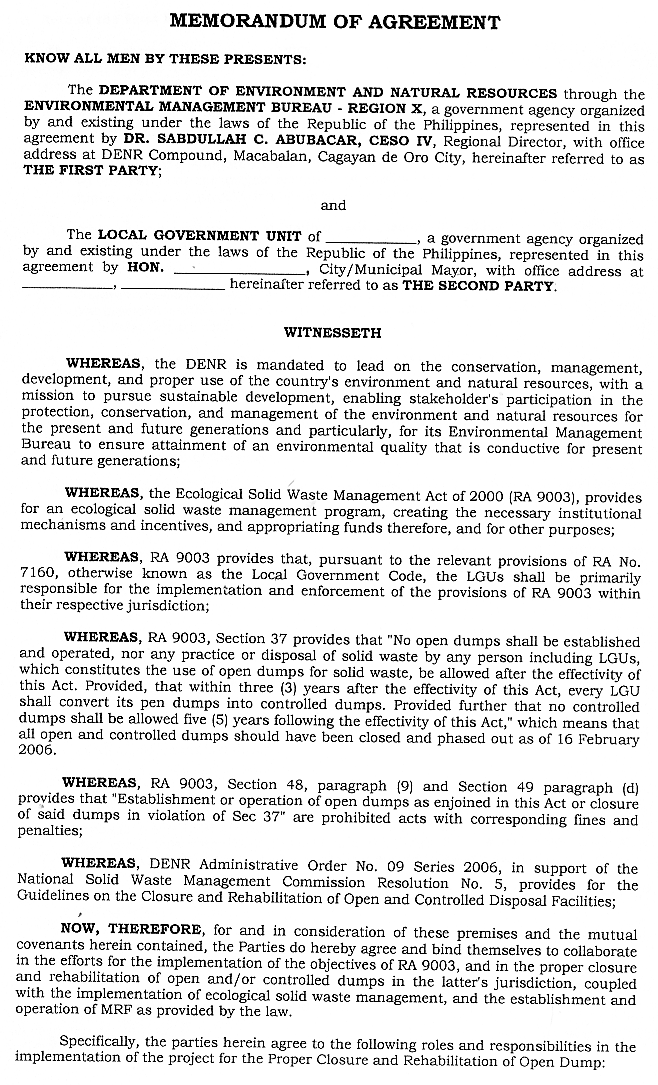 MEMORANDUM OF AGREEMENT
KNOW ALL MEN BY THESE PRESENTS:
The DEPARTMENT OF ENVIRONMENT AND NATURAL RESOURCES through the
ENVIRONMENTAL MANAGEMENT BUREAU - REGION X, a government agency organized
by and existing under the laws of the Republic of the Philippines, represented in this
agreement by DR. SABDULLAH C. ABUBACAR, CESO IV, Regional Director, with office
address at DENR Compound, Macabalan, Cagayan de Oro City, hereinafter referred to as
THE FIRST PARTY;
and
The LOCAL GOVERNMENT UNIT of __________, a government agency organized
by and existing under the laws of the Republic of the Philippines, represented in this
agreement by HON. _______________, City/Municipal Mayor, with office address at
__________, ____________ hereinafter referred to as THE SECOND PARTY.
WITNESSETH
WHEREAS, the DENR is mandated to lead on the conservation, management,
development, and proper use of the country's environment and natural resources, with a
mission to pursue sustainable development, enabling stakeholder's participation in the
protection, conservation, and management of the environment and natural resources for
the present and future generations and particularly, for its Environmental Management
Bureau to ensure attainment of an environmental quality that is conductive for present
and future generations;
WHEREAS, the Ecological Solid Waste Management Act of 2000 (RA 9003), provides
for an ecological solid waste management program, creating the necessary institutional
mechanisms and incentives, and appropriating funds therefore, and for other purposes;
WHEREAS, RA 9003 provides that, pursuant to the relevant provisions of RA No.
7160, otherwise known as the Local Government Code, the LGUs shall be primarily
responsible for the implementation and enforcement of the provisions of RA 9003 within
their respective jurisdiction;
WHEREAS, RA 9003, Section 37 provides that "No open dumps shall be established
and operated, nor any practice or disposal of solid waste by any person including LGUs,
which constitutes the use of open dumps for solid waste, be allowed after the effectivity of
this Act. Provided, that within three (3) years after the effectivity of this Act, every LGU
shall convert its pen dumps into controlled dumps. Provided further that no controlled
dumps shall be allowed five (5) years following the effectivity of this Act," which means that
all open and controlled dumps should have been closed and phased out as of 16 February
2006.
WHEREAS, RA 9003, Section 48, paragraph (9) and Section 49 paragraph (d)
provides that "Establishment or operation of open dumps as enjoined in this Act or closure
of said dumps in violation of Sec 37" are prohibited acts with corresponding fines and
penalties;
WHEREAS, DENR Administrative Order No. 09 Series 2006, in support of the
National Solid Waste Management Commission Resolution No. 5, provides for the
Guidelines on the Closure and Rehabilitation of Open and Controlled Disposal Facilities;
NOW, THEREFORE, for and in consideration of these premises and the mutual
covenants herein contained, the Parties do hereby agree and bind themselves to collaborate
in the efforts for the implementation of the objectives of RA 9003, and in the proper closure
and rehabilitation of open and/or controlled dumps in the latter's jurisdiction, coupled
with the implementation of ecological solid waste management, and the establishment and
operation of MRF as provided by the law.
Specifically, the parties herein agree to the following roles and responsibilities in the
implementation of the project for the Proper Closure and Rehabilitation of Open Dump: